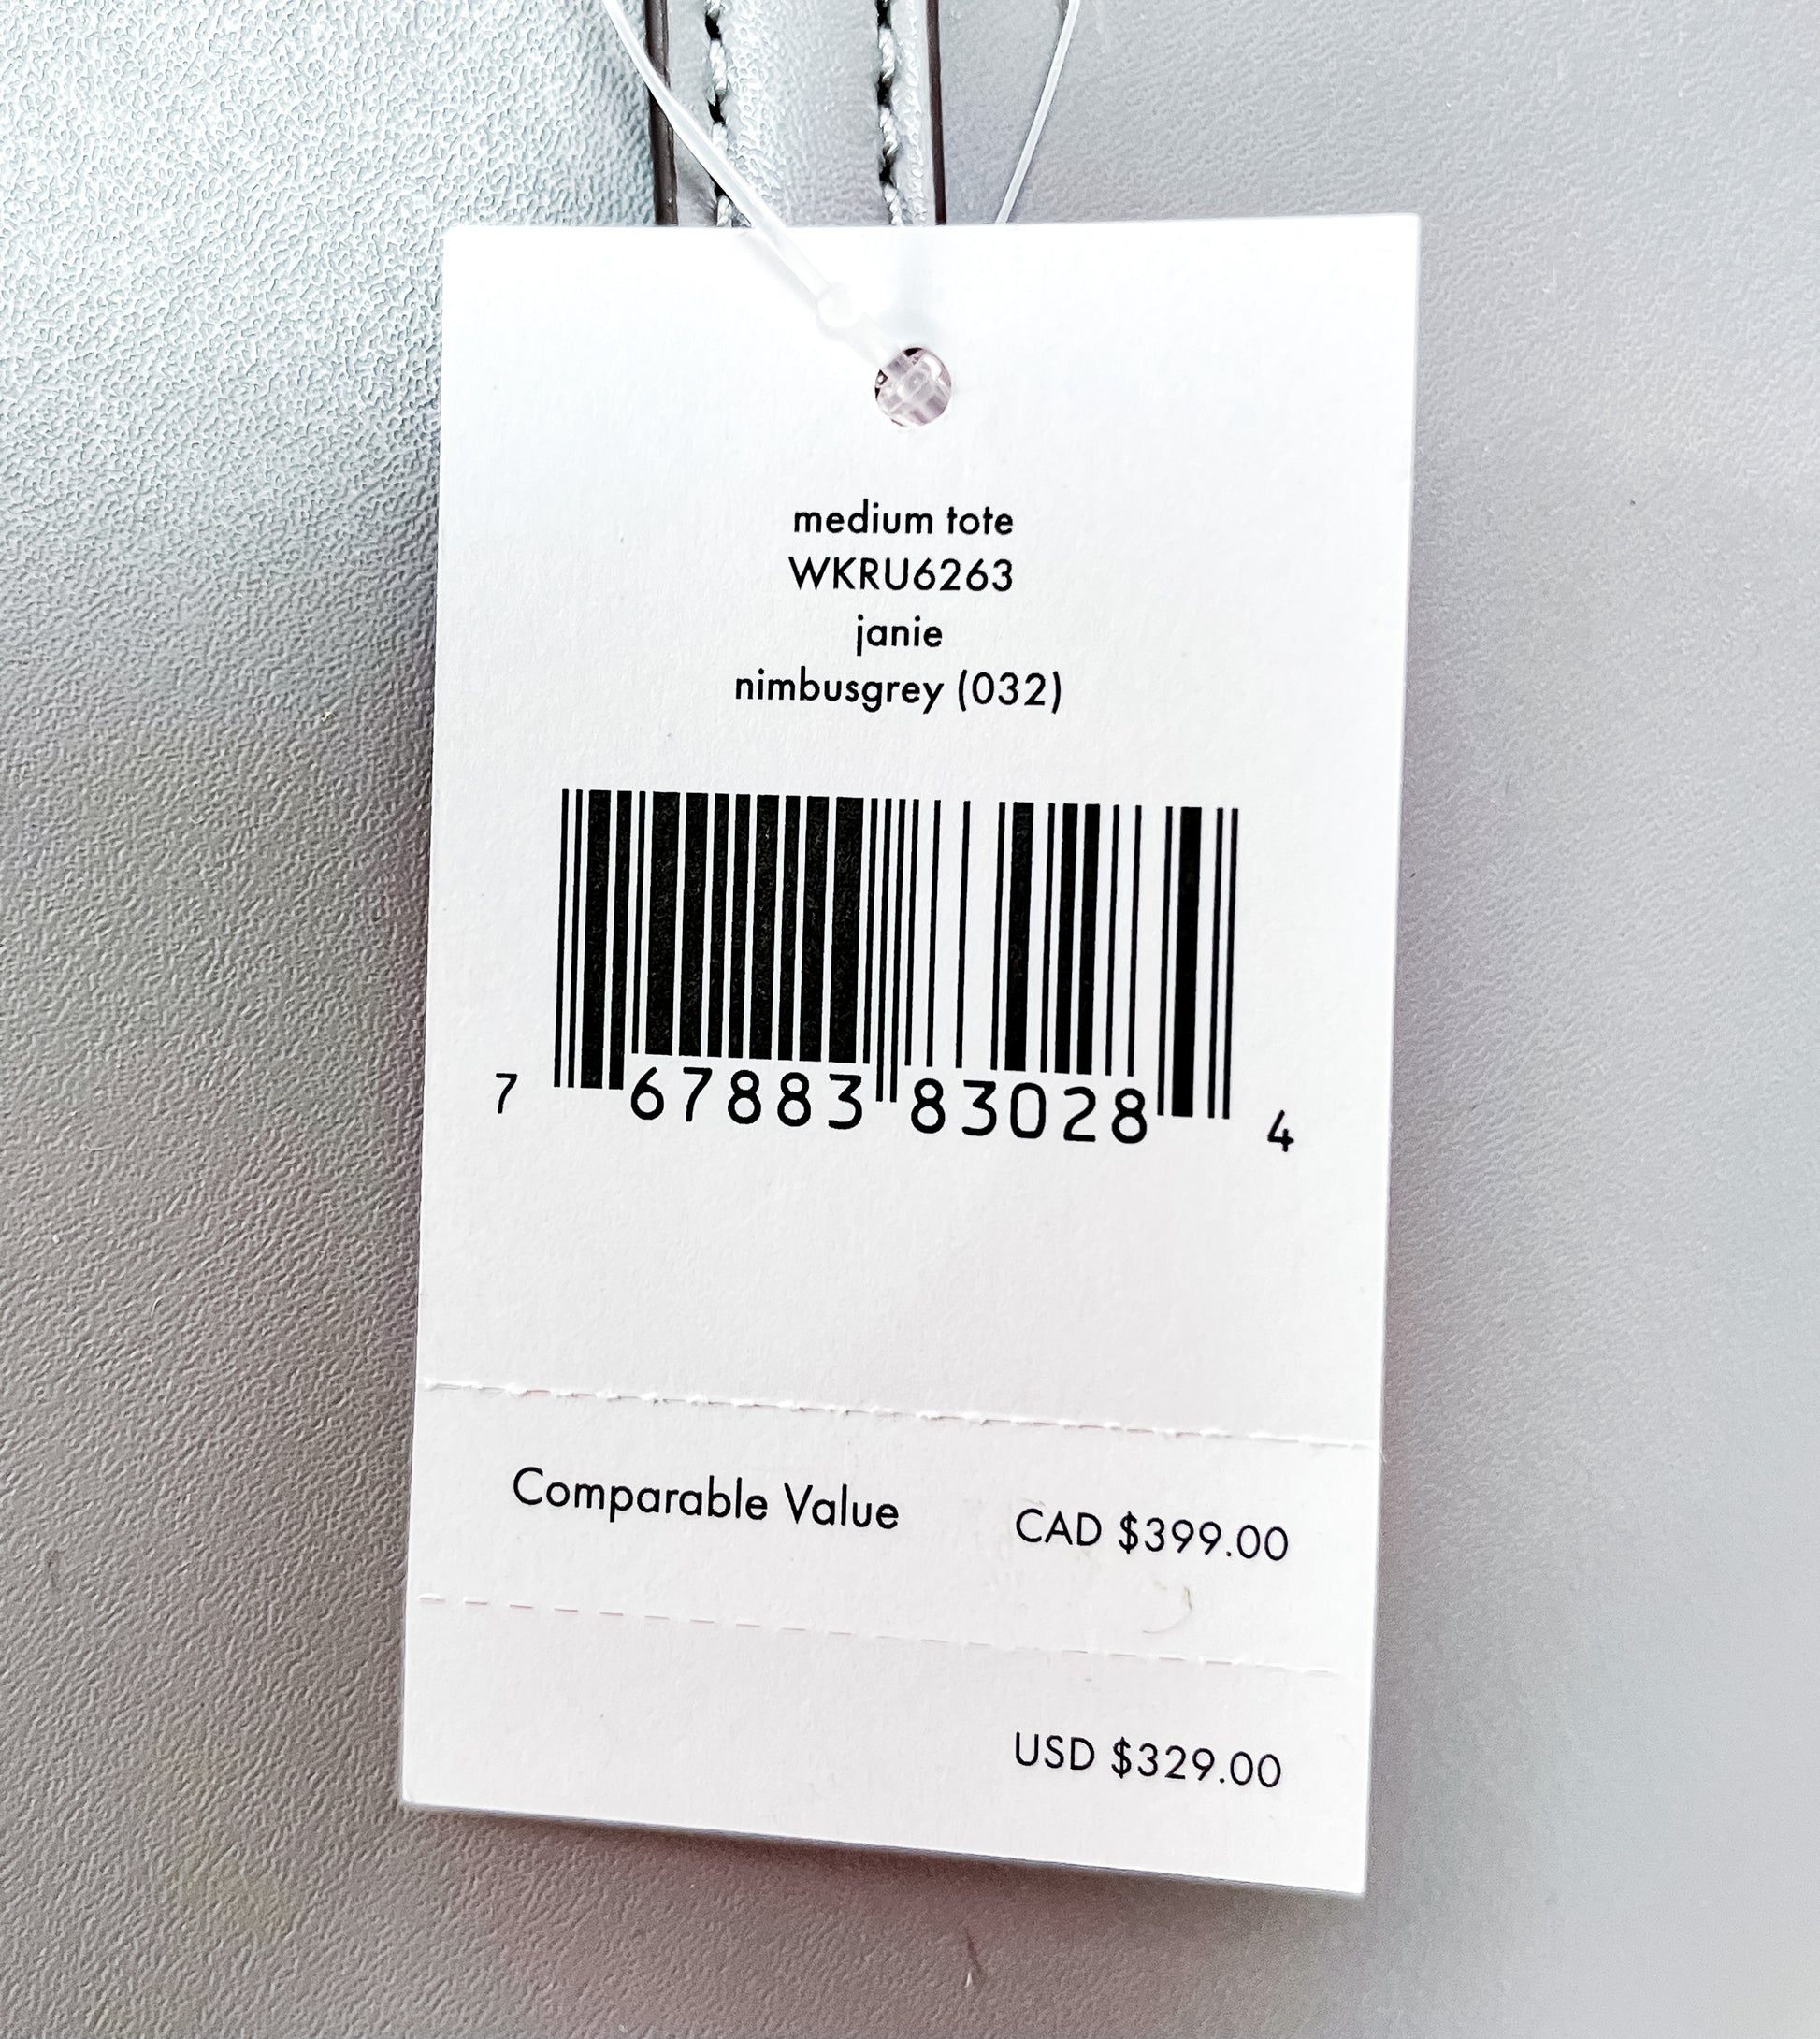 medium tote
WKRU6263
janie
nimbusgrey (032)
7 67883 83028 4
Comparable Value CAD $399.00
USD $329.00